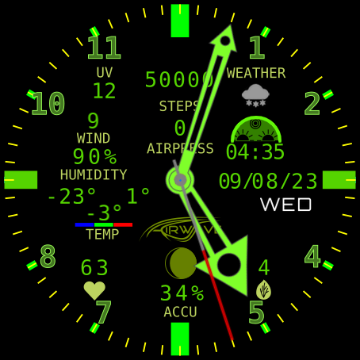 11
1
UV
12
50000
WEATHER
10
2
STEPS
9
0
WIND
AIRPRESS
90%
04:35
HUMIDITY
09/08/23
-23° 1°
WED
-3°
TEMP
AIRWAVE
8
4
63
4
34%
7
ACCU
5